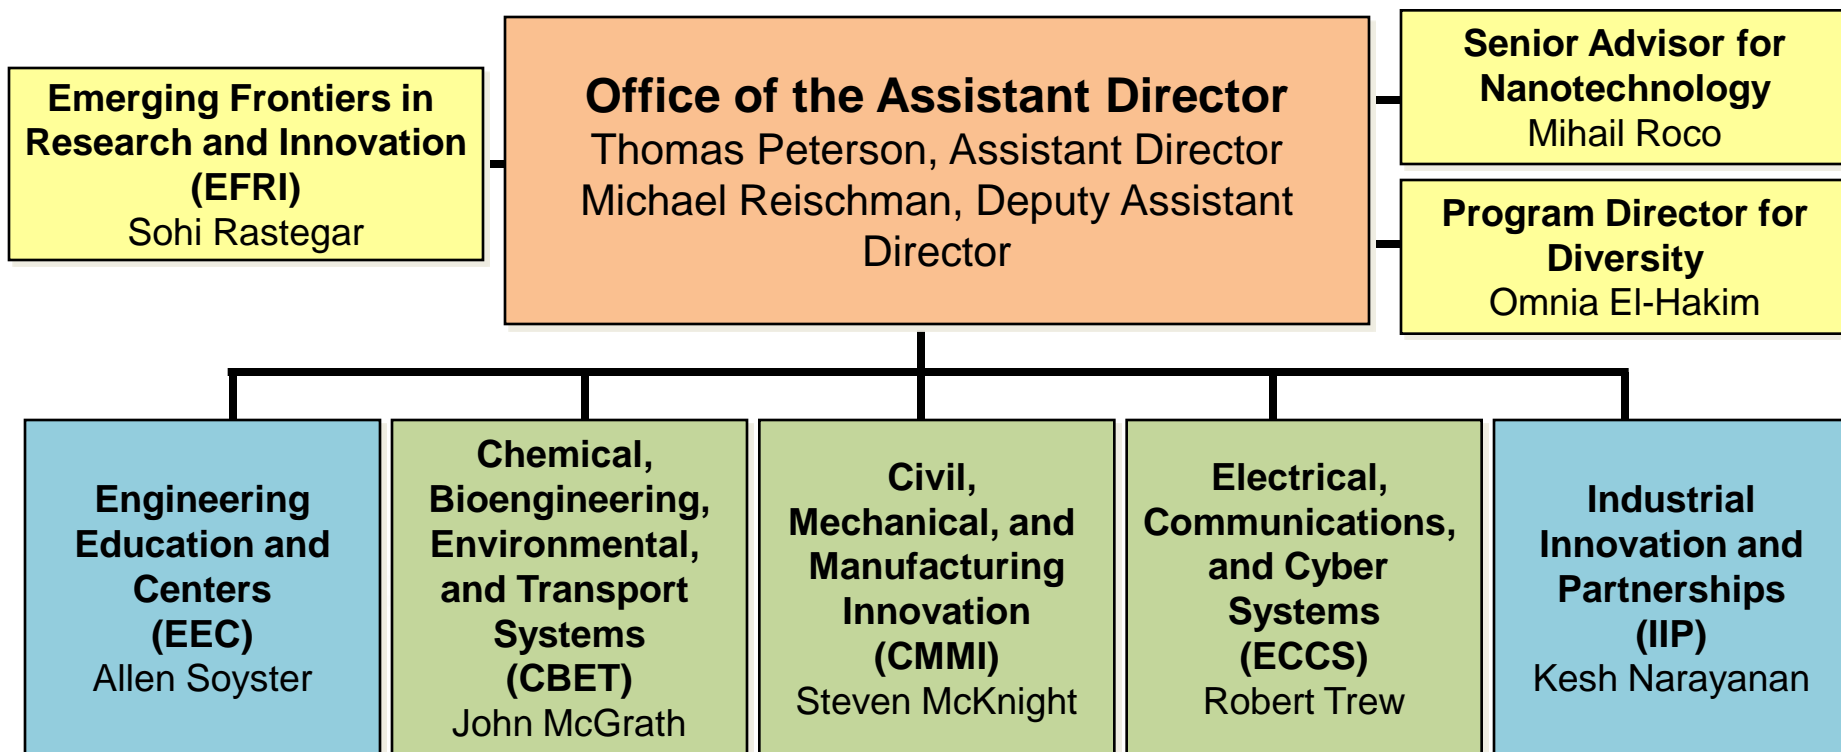 Emerging Frontiers in
Research and Innovation
(EFRI)
Sohi Rastegar
Office of the Assistant Director
Thomas Peterson, Assistant Director
Michael Reischman, Deputy Assistant
Director
Senior Advisor for
Nanotechnology
Mihail Roco
Program Director for
Diversity
Omnia El-Hakim
Engineering
Education and
Centers
(EEC)
Allen Soyster
Chemical,
Bioengineering,
Environmental,
and Transport
Systems
(CBET)
John McGrath
Civil,
Mechanical, and
Manufacturing
Innovation
(CMMI)
Steven McKnight
Electrical,
Communications,
and Cyber
Systems
(ECCS)
Robert Trew
Industrial
Innovation and
Partnerships
(IIP)
Kesh Narayanan